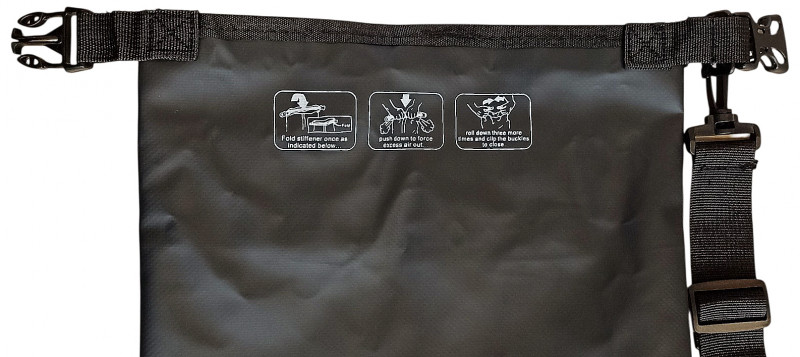 Fold
Fold stiffener once as
indicated below...
push down to force
excess air out.
roll down three more
times and clip the buckles
to close